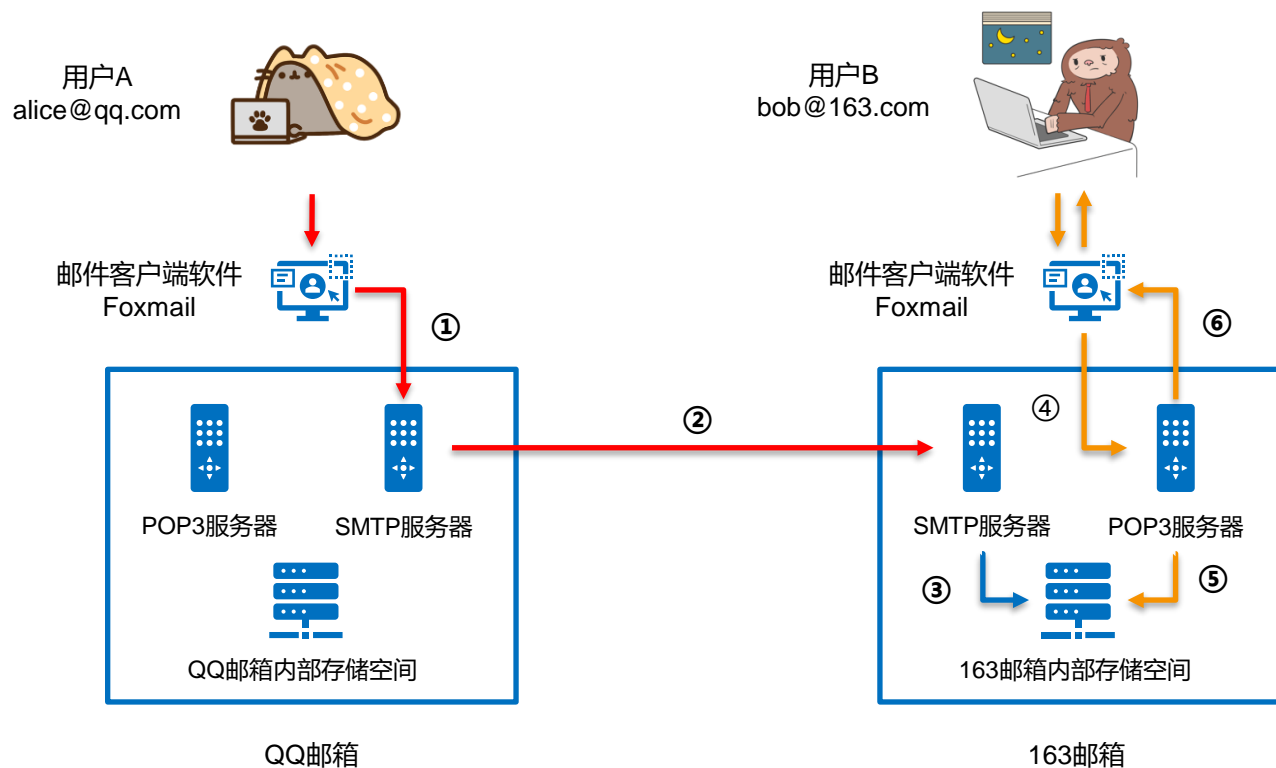 用户A
alice@qq.com
用户B
bob@163.com
邮件客户端软件
Foxmail
邮件客户端软件
Foxmail
①
⑥
②
④
POP3服务器
SMTP服务器
SMTP服务器
POP3服务器
③
⑤
QQ邮箱内部存储空间
163邮箱内部存储空间
QQ邮箱
163邮箱